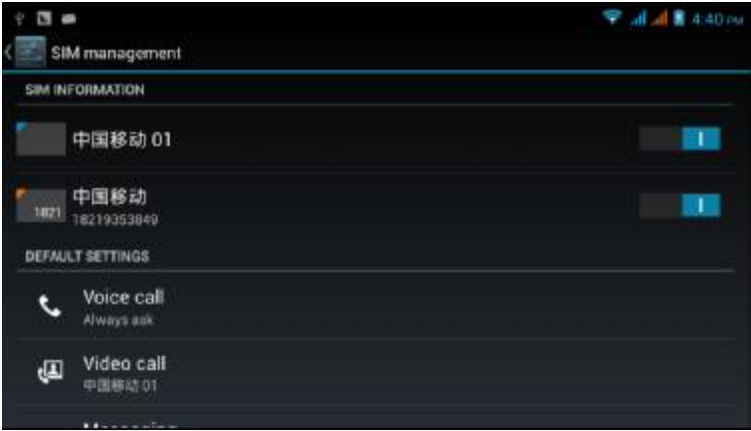 4:40 PM
SIM management
SIM INFORMATION
中国移动 01
中国移动
1821
18219353849
DEFAULT SETTINGS
Voice call
Always ask
Video call
中国移动 01